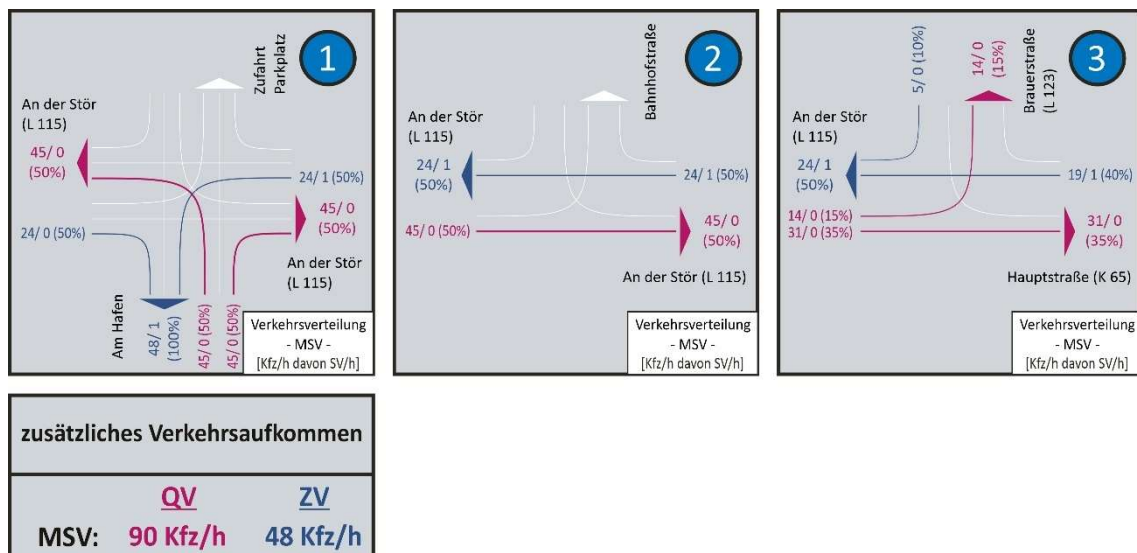 1
Zufahrt
Parkplatz
An der Stör
(L 115)
45/ 0
(50%)
24/ 1 (50%)
24/ 0 (50%)
45/ 0
(50%)
An der Stör
(L 115)
Am Hafen
48/ 1
(100%)
45/ 0 (50%)
45/ 0 (50%)
Verkehrsverteilung
- MSV -
[Kfz/h davon SV/h]
2
Bahnhofstraße
An der Stör
(L 115)
24/ 1
(50%)
24/ 1 (50%)
45/ 0 (50%)
45/ 0
(50%)
An der Stör (L 115)
Verkehrsverteilung
- MSV -
[Kfz/h davon SV/h]
3
5/ 0 (10%)
14/ 0
(15%)
Brauerstraße
(L 123)
An der Stör
(L 115)
24/ 1
(50%)
19/ 1 (40%)
14/ 0 (15%)
31/ 0 (35%)
31/ 0
(35%)
Hauptstraße (K 65)
Verkehrsverteilung
- MSV -
[Kfz/h davon SV/h]
zusätzliches Verkehrsaufkommen
QV ZV
MSV: 90 Kfz/h 48 Kfz/h